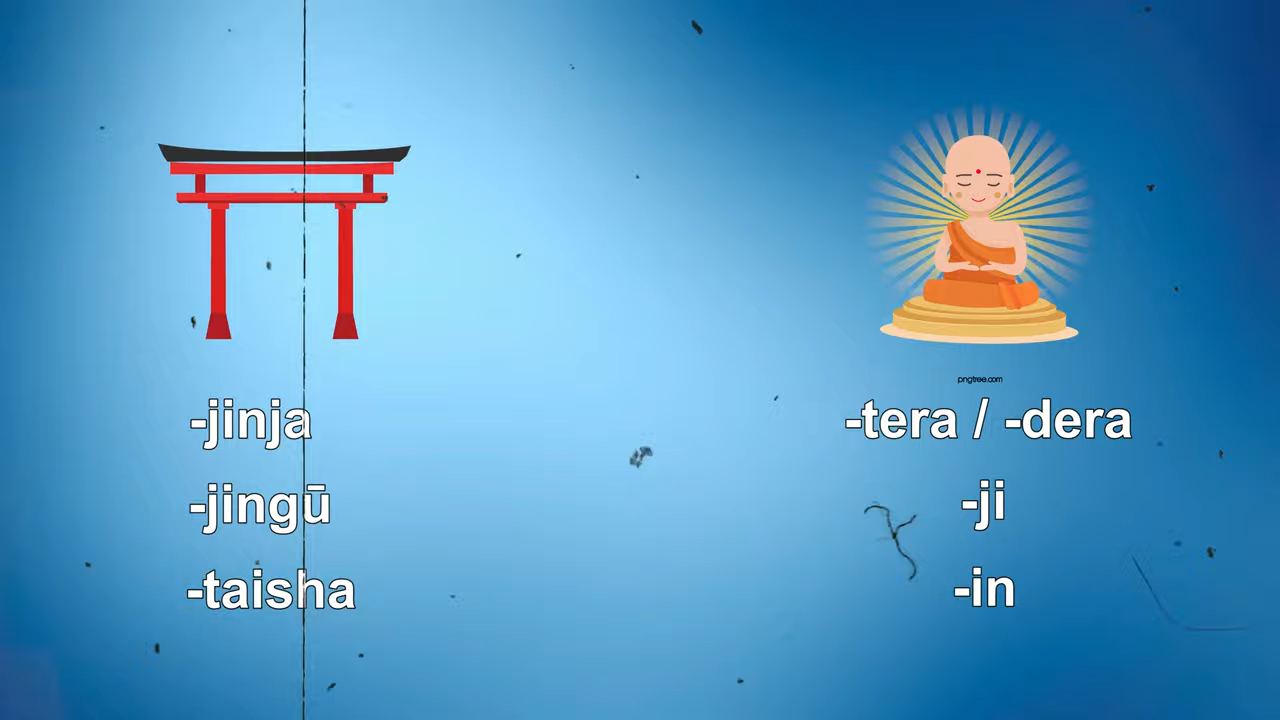 -jinja
-jingū
-taisha
pngtree.com
-tera / -dera
-ji
-in